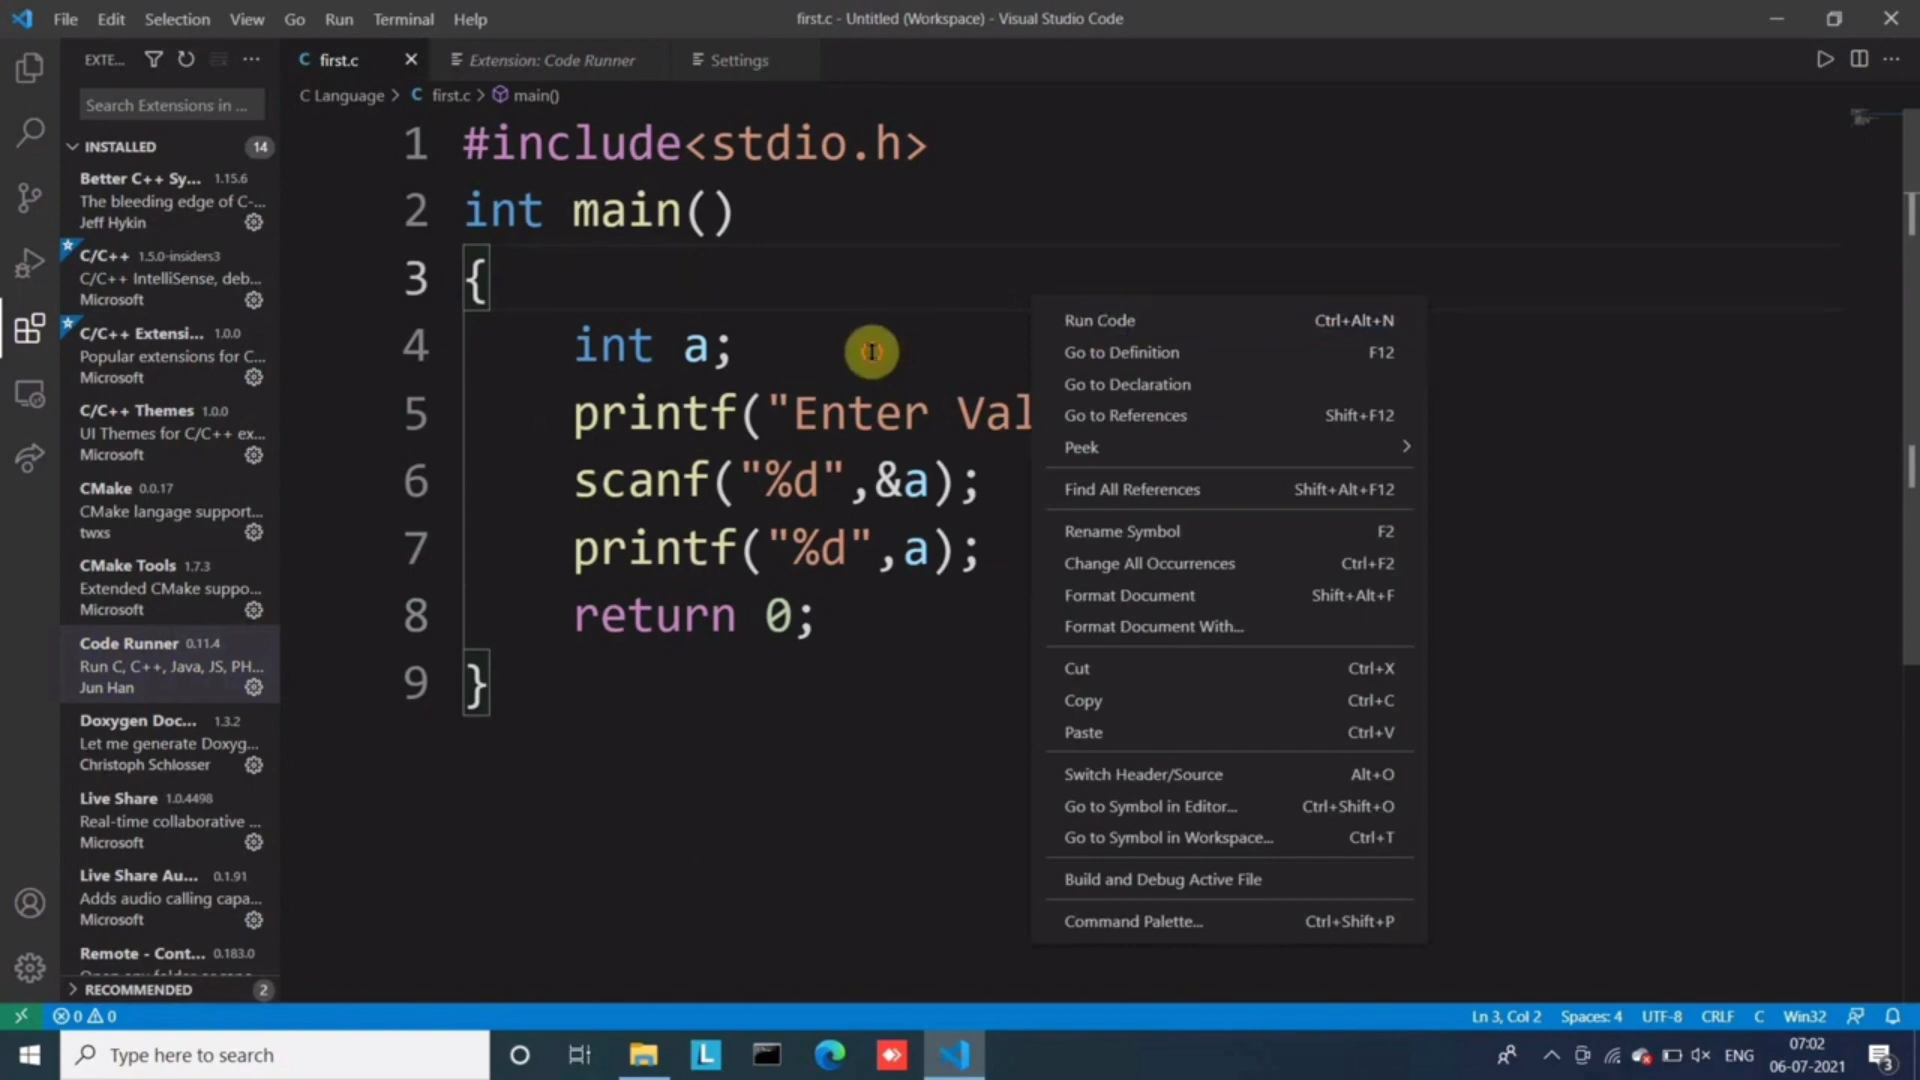 File Edit Selection View Go Run Terminal Help
first.c - Untitled (Workspace) - Visual Studio Code
EXTE...
first.c
Extension: Code Runner
Settings
C Language > C first.c > main()
Search Extensions in ...
INSTALLED 14
Better C++ Sy... 1.15.6
The bleeding edge of C-...
Jeff Hykin
C/C++ 1.5.0-insiders3
C/C++ IntelliSense, deb...
Microsoft
C/C++ Extensi... 1.0.0
Popular extensions for C...
Microsoft
C/C++ Themes 1.0.0
UI Themes for C/C++ ex...
Microsoft
CMake 0.0.17
CMake langage support...
twxs
CMake Tools 1.7.3
Extended CMake suppo...
Microsoft
Code Runner 0.11.4
Run C, C++, Java, JS, PH...
Jun Han
Doxygen Doc... 1.3.2
Let me generate Doxyg...
Christoph Schlosser
Live Share 1.0.4498
Real-time collaborative ...
Microsoft
Live Share Au... 0.1.91
Adds audio calling capa...
Microsoft
Remote - Cont... 0.183.0
RECOMMENDED 2
1 #include<stdio.h>
2 int main()
3 {
4 int a;
5 printf("Enter Val
6 scanf("%d",&a);
7 printf("%d",a);
8 return 0;
9 }
Run Code Ctrl+Alt+N
Go to Definition F12
Go to Declaration
Go to References Shift+F12
Peek
Find All References Shift+Alt+F12
Rename Symbol F2
Change All Occurrences Ctrl+F2
Format Document Shift+Alt+F
Format Document With...
Cut Ctrl+X
Copy Ctrl+C
Paste Ctrl+V
Switch Header/Source Alt+O
Go to Symbol in Editor... Ctrl+Shift+O
Go to Symbol in Workspace... Ctrl+T
Build and Debug Active File
Command Palette... Ctrl+Shift+P
0 0
Ln 3, Col 2 Spaces: 4 UTF-8 CRLF C Win32
Type here to search
L
ENG
07:02
06-07-2021
3